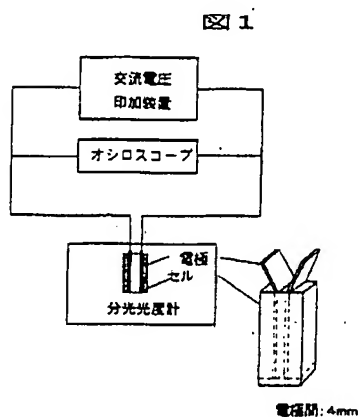 図1
交流電圧
印加装置
オシロスコープ
電極
セル
分光光度計
電極間:4mm